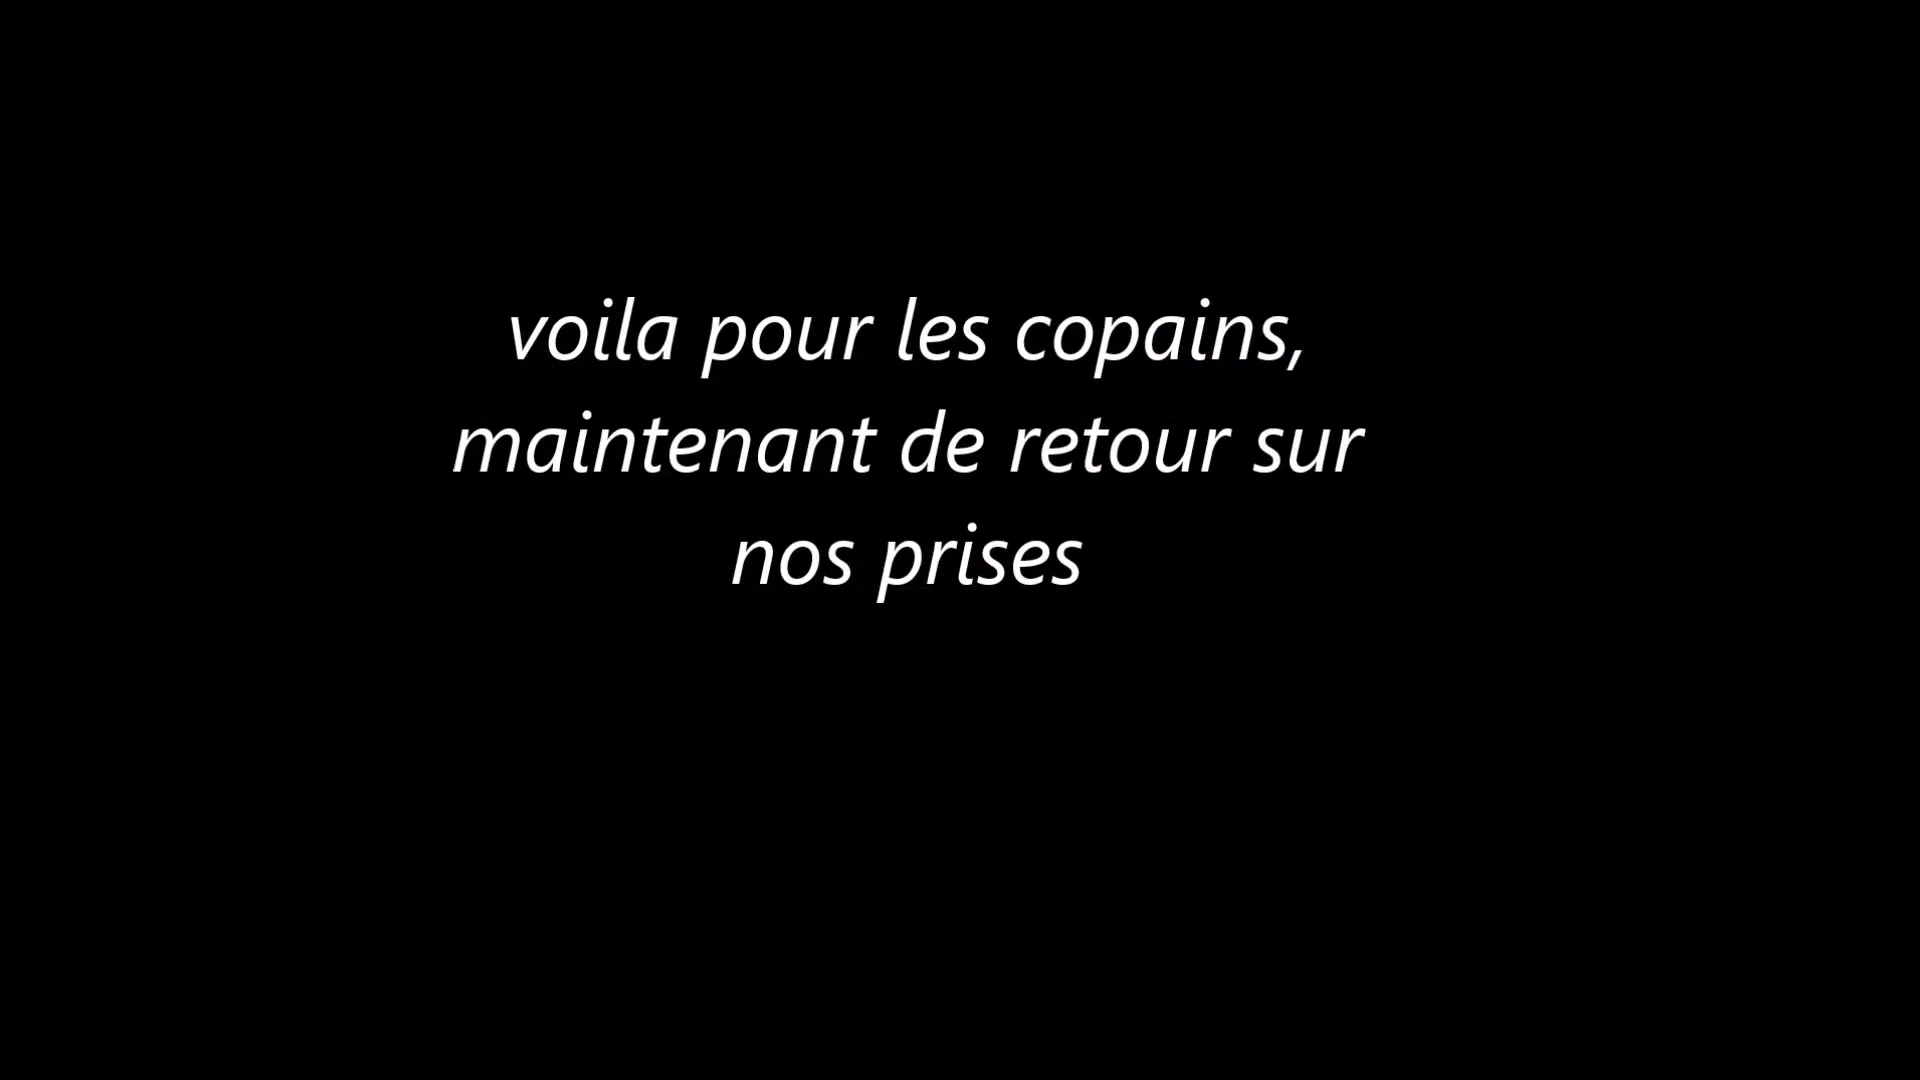 voila pour les copains,
maintenant de retour sur
nos prises